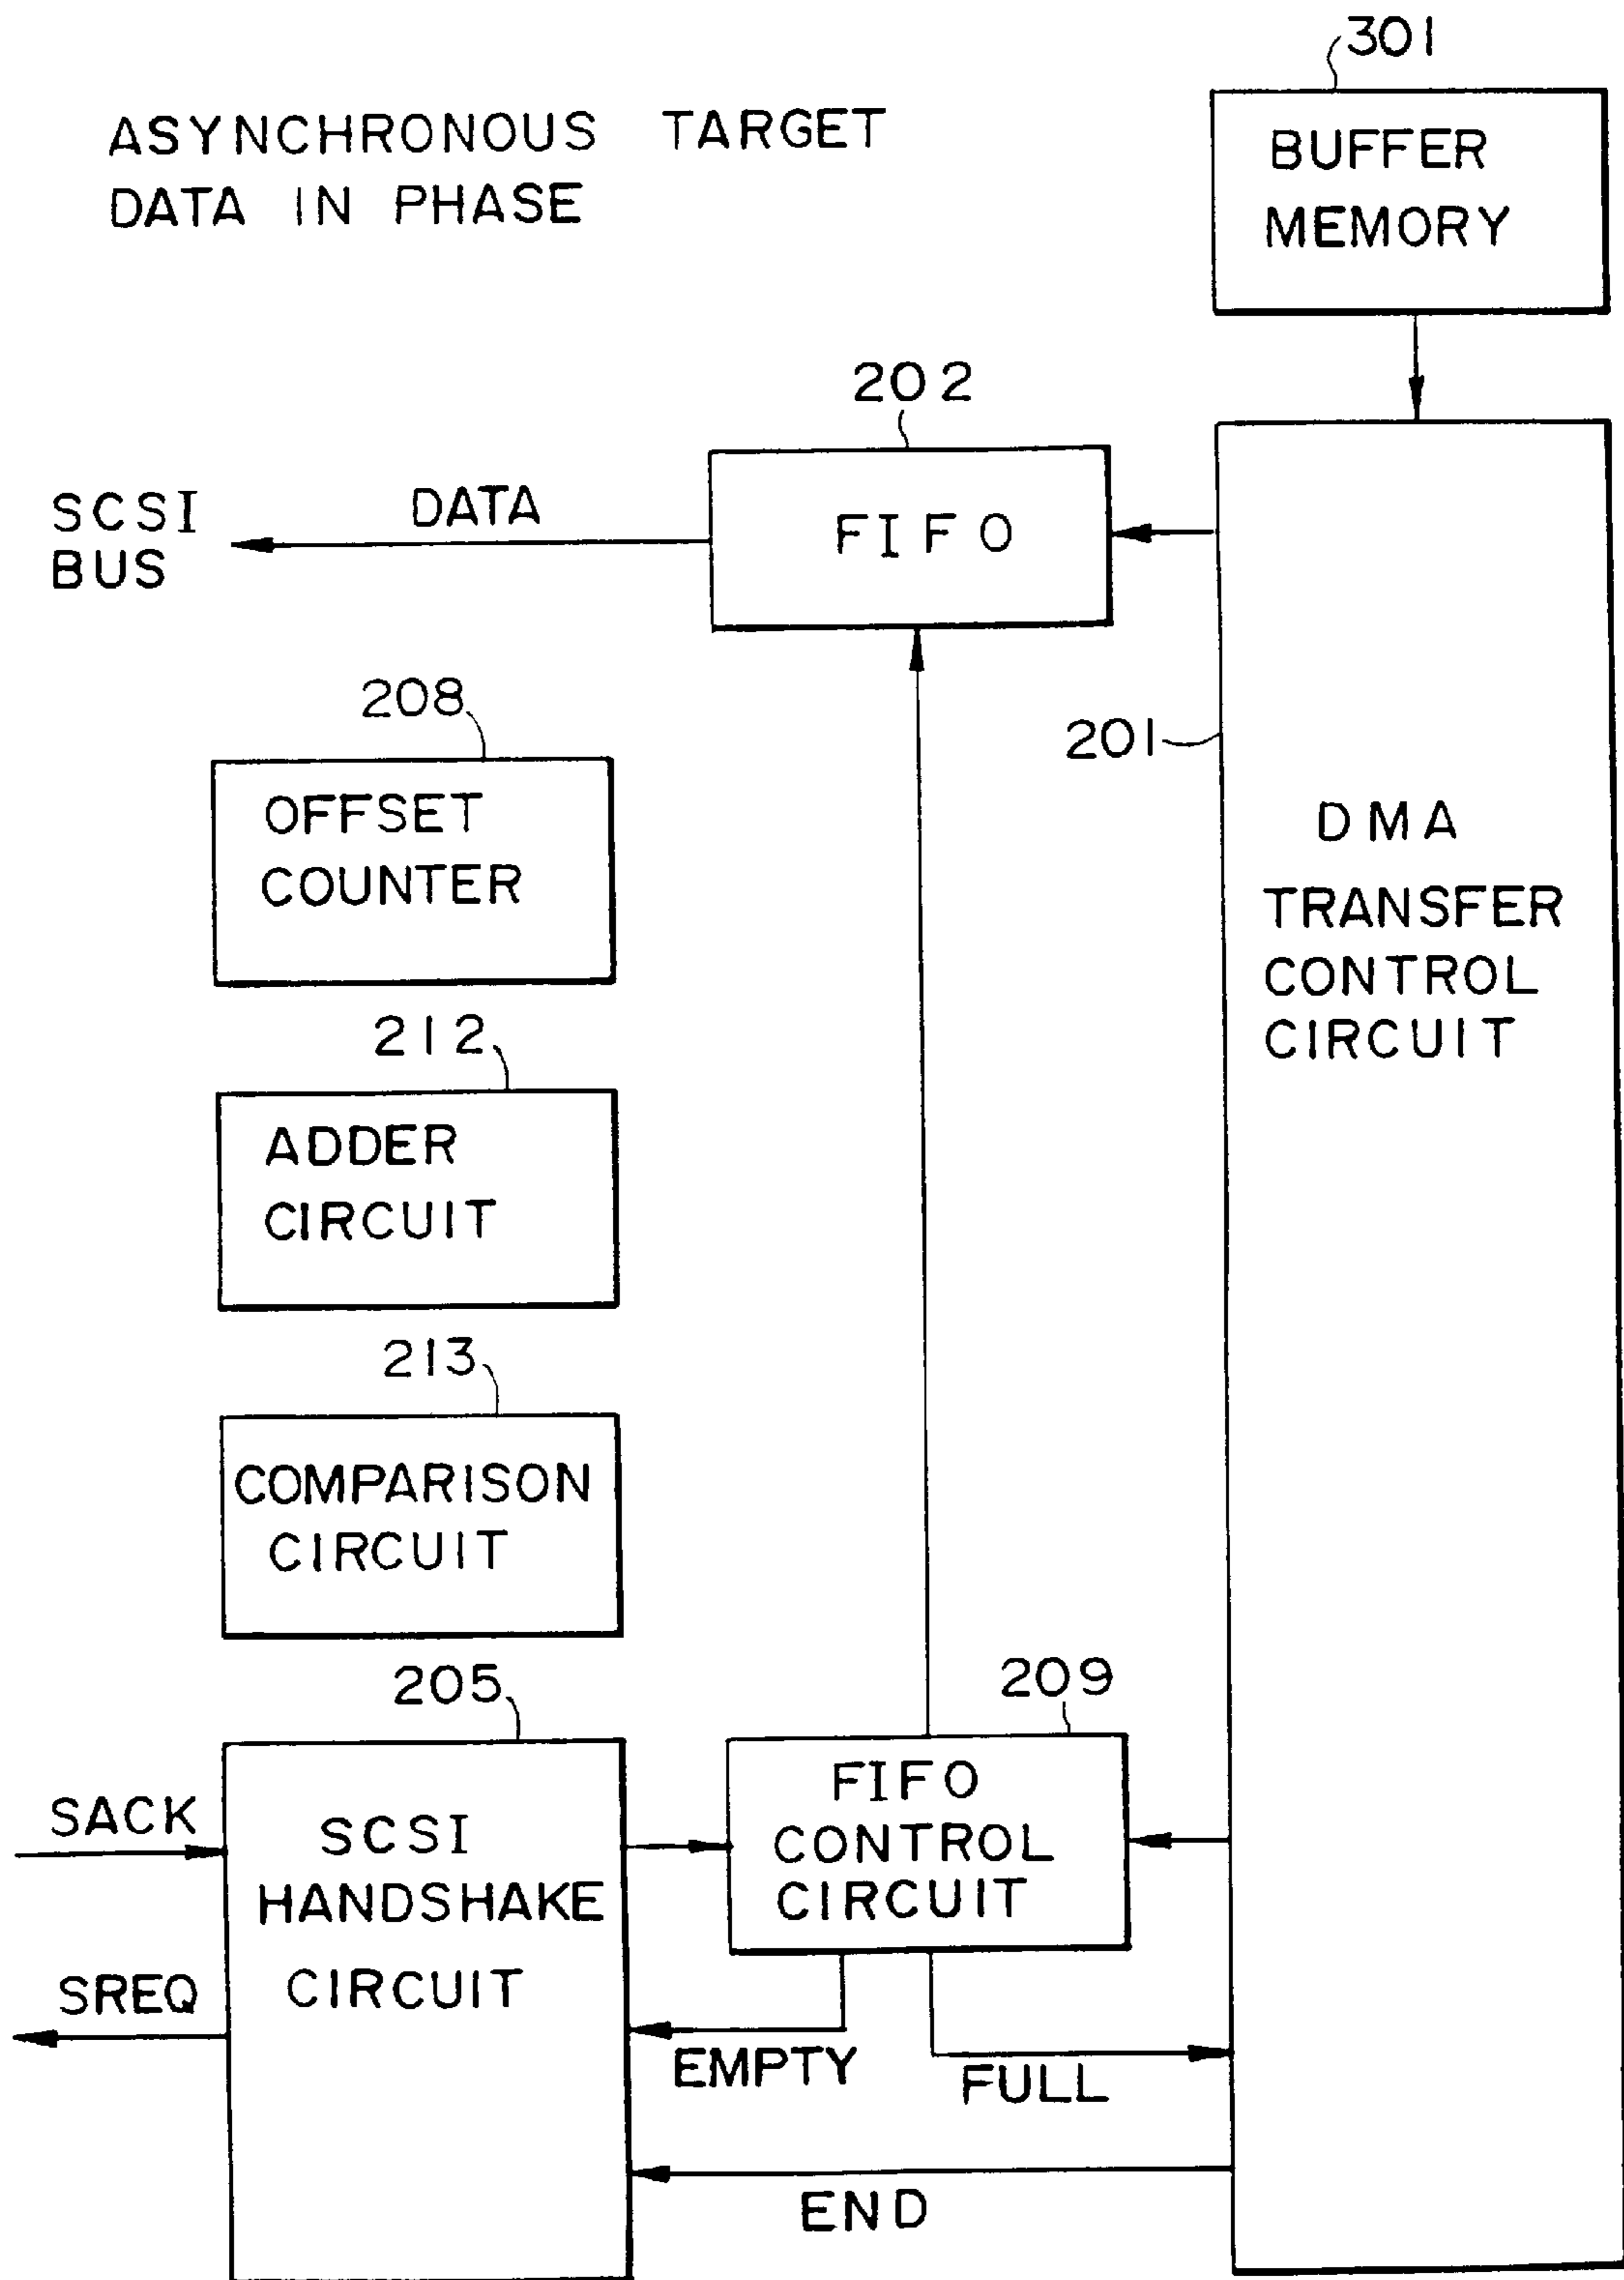 301
ASYNCHRONOUS TARGET
DATA IN PHASE
BUFFER
MEMORY
202
SCSI
BUS
DATA
FIFO
208
201
OFFSET
COUNTER
DMA
TRANSFER
CONTROL
CIRCUIT
212
ADDER
CIRCUIT
213
COMPARISON
CIRCUIT
205
209
SACK
SREQ
SCSI
HANDSHAKE
CIRCUIT
FIFO
CONTROL
CIRCUIT
EMPTY
FULL
END